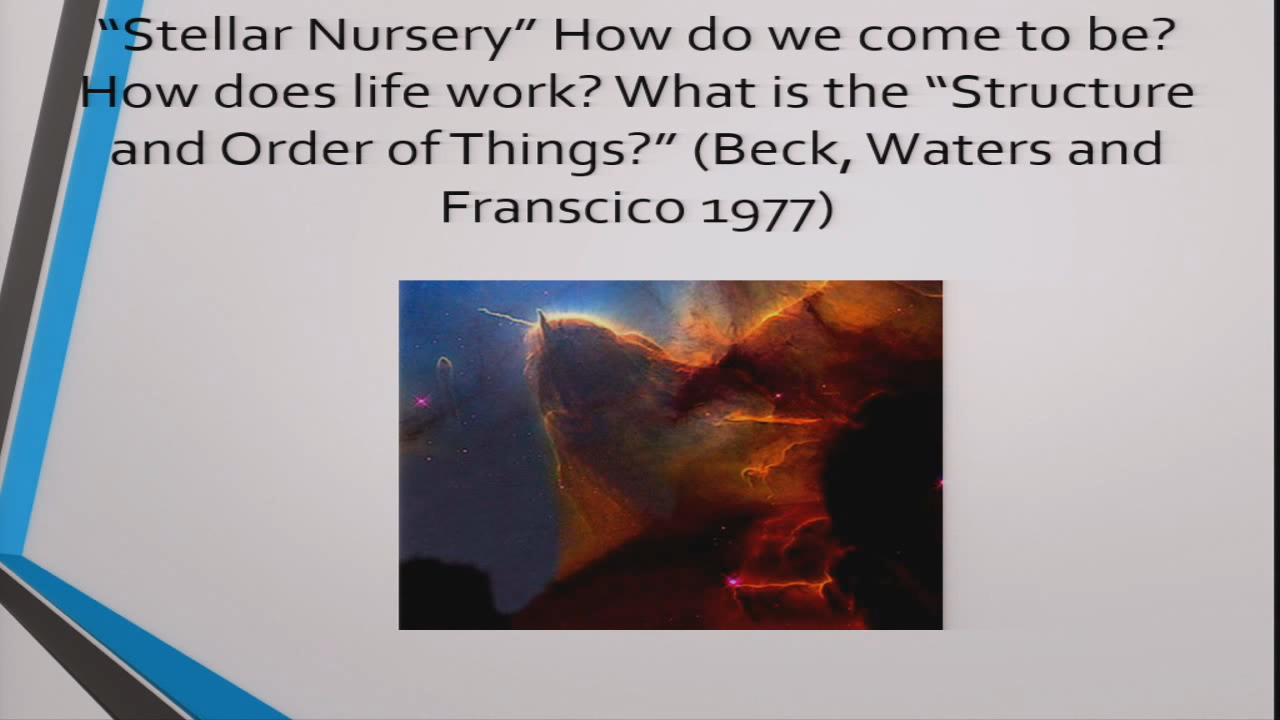 “Stellar Nursery” How do we come to be?
How does life work? What is the “Structure
and Order of Things?” (Beck, Waters and
Franscico 1977)